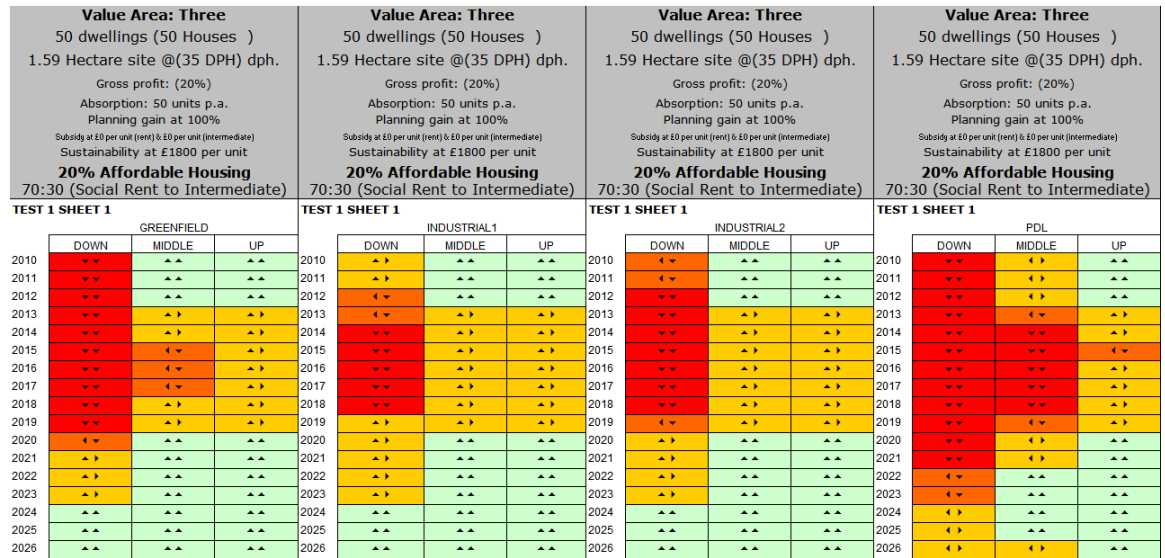 Value Area: Three
50 dwellings (50 Houses )
1.59 Hectare site @(35 DPH) dph.
Gross profit: (20%)
Absorption: 50 units p.a.
Planning gain at 100%
Subsidy at £0 per unit (rent) & £0 per unit (intermediate)
Sustainability at £1800 per unit
20% Affordable Housing
70:30 (Social Rent to Intermediate)
TEST 1 SHEET 1
GREENFIELD
DOWN MIDDLE UP
2010
2011
2012
2013
2014
2015
2016
2017
2018
2019
2020
2021
2022
2023
2024
2025
2026
Value Area: Three
50 dwellings (50 Houses )
1.59 Hectare site @(35 DPH) dph.
Gross profit: (20%)
Absorption: 50 units p.a.
Planning gain at 100%
Subsidy at £0 per unit (rent) & £0 per unit (intermediate)
Sustainability at £1800 per unit
20% Affordable Housing
70:30 (Social Rent to Intermediate)
TEST 1 SHEET 1
INDUSTRIAL1
DOWN MIDDLE UP
2010
2011
2012
2013
2014
2015
2016
2017
2018
2019
2020
2021
2022
2023
2024
2025
2026
Value Area: Three
50 dwellings (50 Houses )
1.59 Hectare site @(35 DPH) dph.
Gross profit: (20%)
Absorption: 50 units p.a.
Planning gain at 100%
Subsidy at £0 per unit (rent) & £0 per unit (intermediate)
Sustainability at £1800 per unit
20% Affordable Housing
70:30 (Social Rent to Intermediate)
TEST 1 SHEET 1
INDUSTRIAL2
DOWN MIDDLE UP
2010
2011
2012
2013
2014
2015
2016
2017
2018
2019
2020
2021
2022
2023
2024
2025
2026
Value Area: Three
50 dwellings (50 Houses )
1.59 Hectare site @(35 DPH) dph.
Gross profit: (20%)
Absorption: 50 units p.a.
Planning gain at 100%
Subsidy at £0 per unit (rent) & £0 per unit (intermediate)
Sustainability at £1800 per unit
20% Affordable Housing
70:30 (Social Rent to Intermediate)
TEST 1 SHEET 1
PDL
DOWN MIDDLE UP
2010
2011
2012
2013
2014
2015
2016
2017
2018
2019
2020
2021
2022
2023
2024
2025
2026